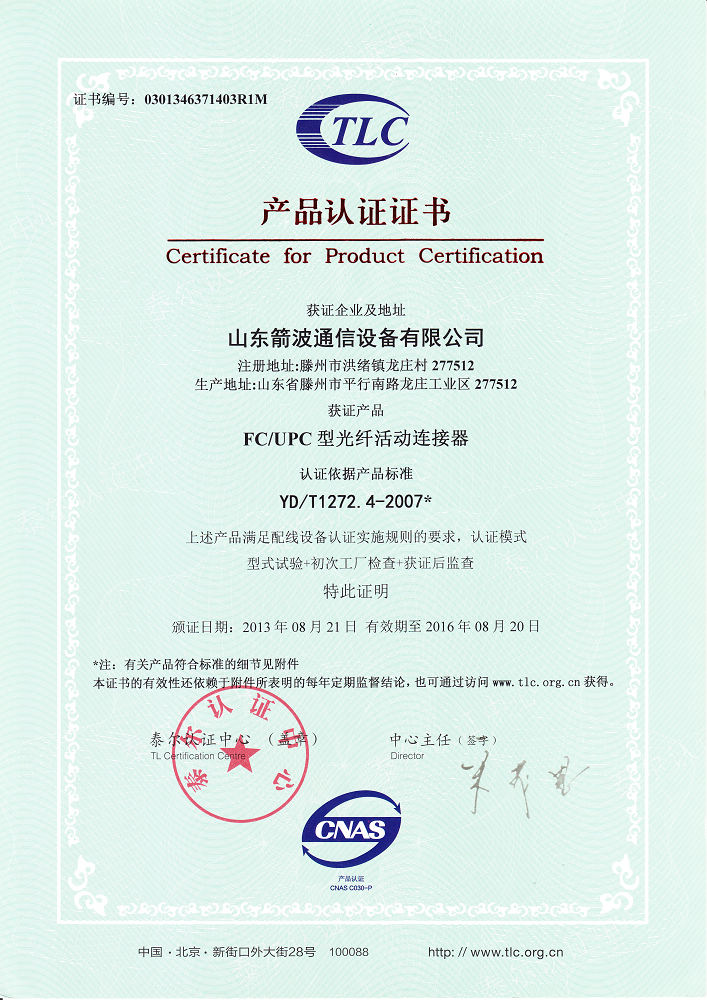 证书编号：0301346371403R1M
TLC
产品认证证书
Certificate for Product Certification
获证企业及地址
山东箭波通信设备有限公司
注册地址:滕州市洪绪镇龙庄村 277512
生产地址:山东省滕州市平行南路龙庄工业区 277512
获证产品
FC/UPC 型光纤活动连接器
认证依据产品标准
YD/T1272.4-2007*
上述产品满足配线设备认证实施规则的要求，认证模式
型式试验+初次工厂检查+获证后监查
特此证明
颁证日期：2013 年 08 月 21 日 有效期至 2016 年 08 月 20 日
*注：有关产品符合标准的细节见附件
本证书的有效性还依赖于附件所表明的每年定期监督结论，也可通过访问 www.tlc.org.cn 获得。
泰尔认证中心 （盖章）
中心主任（签字）
TL Certification Centre
Director
泰尔认证中心
CNAS
产品认证
CNAS C030-P
中国·北京·新街口外大街28号 100088
http: // www.tlc.org.cn